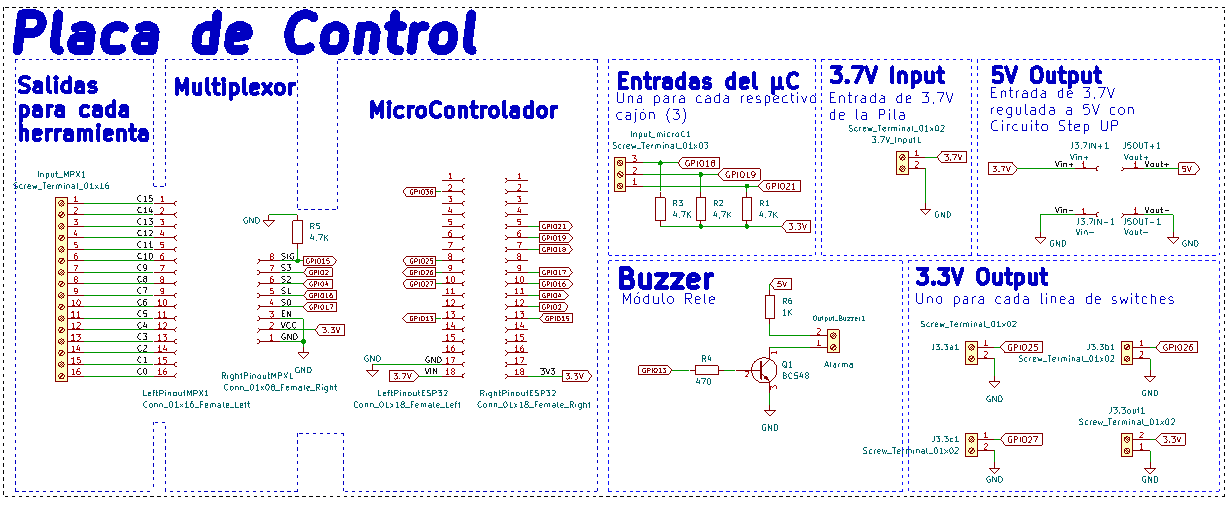 Placa de Control
Salidas
para cada
herramienta
Input_MPX1
Screw_Terminal_01x16
1
2
3
4
5
6
7
8
9
10
11
12
13
14
15
16
C15 1
C14 2
C13 3
C12 4
C11 5
C10 6
C9 7
C8 8
C7 9
C6 10
C5 11
C4 12
C3 13
C2 14
C1 15
C0 16
LeftPinoutMPX1
Conn_01x16_Female_Left
Multiplexor
GND
R5
4.7K
8 SIG GPIO15
7 S3 GPIO2
6 S2 GPIO4
5 S1 GPIO16
4 S0 GPIO17
3 EN
2 VCC 3.3V
1 GND
GND
RightPinoutMPX1
Conn_01x08_Female_Right
MicroControlador
1
GPIO36 2
3
4
5
6
7
GPIO25 8
GPIO26 9
GPIO27 10
11
12
GPIO13 13
14
15
16
GND GND 17
3.7V VIN 18
LeftPinoutESP32
Conn_01x18_Female_Left
1
2
3
4
5 GPIO21
6 GPIO19
7 GPIO18
8
9 GPIO17
10 GPIO16
11 GPIO4
12 GPIO2
13 GPIO15
14
15
16
17
18 3V3 3.3V
RightPinoutESP32
Conn_01x18_Female_Right
Entradas del µC
Una para cada respectivo
cajón (3)
Input_microC1
Screw_Terminal_01x03
3 GPIO18
2 GPIO19
1 GPIO21
R3
4.7K
R2
4.7K
R1
4.7K
3.3V
3.7V Input
Entrada de 3.7V
de la Pila
Screw_Terminal_01x02
3.7V_Input1
1 3.7V
2
GND
5V Output
Entrada de 3.7V
regulada a 5V con
Circuito Step UP
J3.7IN+1
Vin+
J5OUT+1
Vout+
3.7V Vin+ 1
1 Vout+ 5V
Vin- 1
1 Vout-
GND
J3.7IN-1
Vin-
J5OUT-1
Vout-
GND
Buzzer
Módulo Rele
5V
R6
1K
Output_Buzzer1
2
1
Alarma
GPIO13
R4
470
1
2
3
Q1
BC548
GND
3.3V Output
Uno para cada linea de switches
Screw_Terminal_01x02
J3.3a1
1 GPIO25
2
GND
J3.3b1
Screw_Terminal_01x02
1 GPIO26
2
GND
J3.3c1
Screw_Terminal_01x02
1 GPIO27
2
GND
J3.3out1
Screw_Terminal_01x02
2 3.3V
1
GND